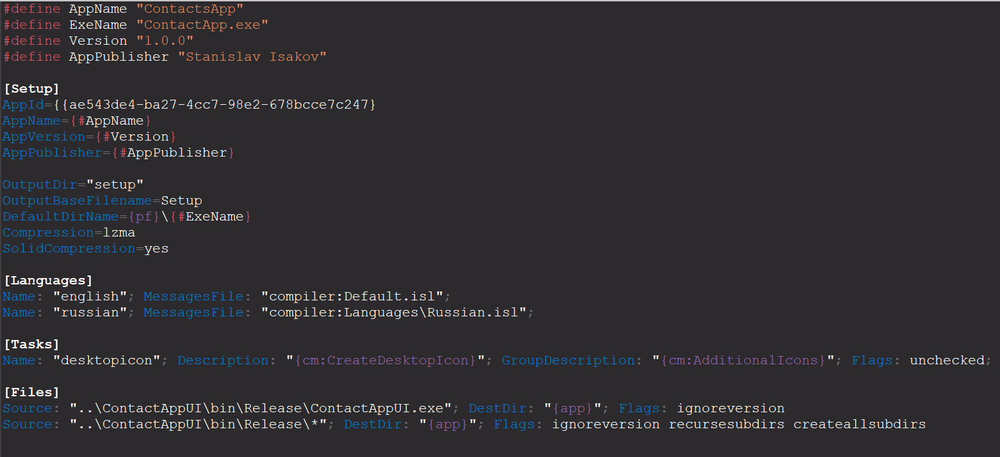 #define AppName "ContactsApp"
#define ExeName "ContactApp.exe"
#define Version "1.0.0"
#define AppPublisher "Stanislav Isakov"
[Setup]
AppId={{ae543de4-ba27-4cc7-98e2-678bcce7c247}
AppName={#AppName}
AppVersion={#Version}
AppPublisher={#AppPublisher}
OutputDir="setup"
OutputBaseFilename=Setup
DefaultDirName={pf}\{#ExeName}
Compression=lzma
SolidCompression=yes
[Languages]
Name: "english"; MessagesFile: "compiler:Default.isl";
Name: "russian"; MessagesFile: "compiler:Languages\Russian.isl";
[Tasks]
Name: "desktopicon"; Description: "{cm:CreateDesktopIcon}"; GroupDescription: "{cm:AdditionalIcons}"; Flags: unchecked;
[Files]
Source: "..\ContactAppUI\bin\Release\ContactAppUI.exe"; DestDir: "{app}"; Flags: ignoreversion
Source: "..\ContactAppUI\bin\Release\*"; DestDir: "{app}"; Flags: ignoreversion recursesubdirs createallsubdirs